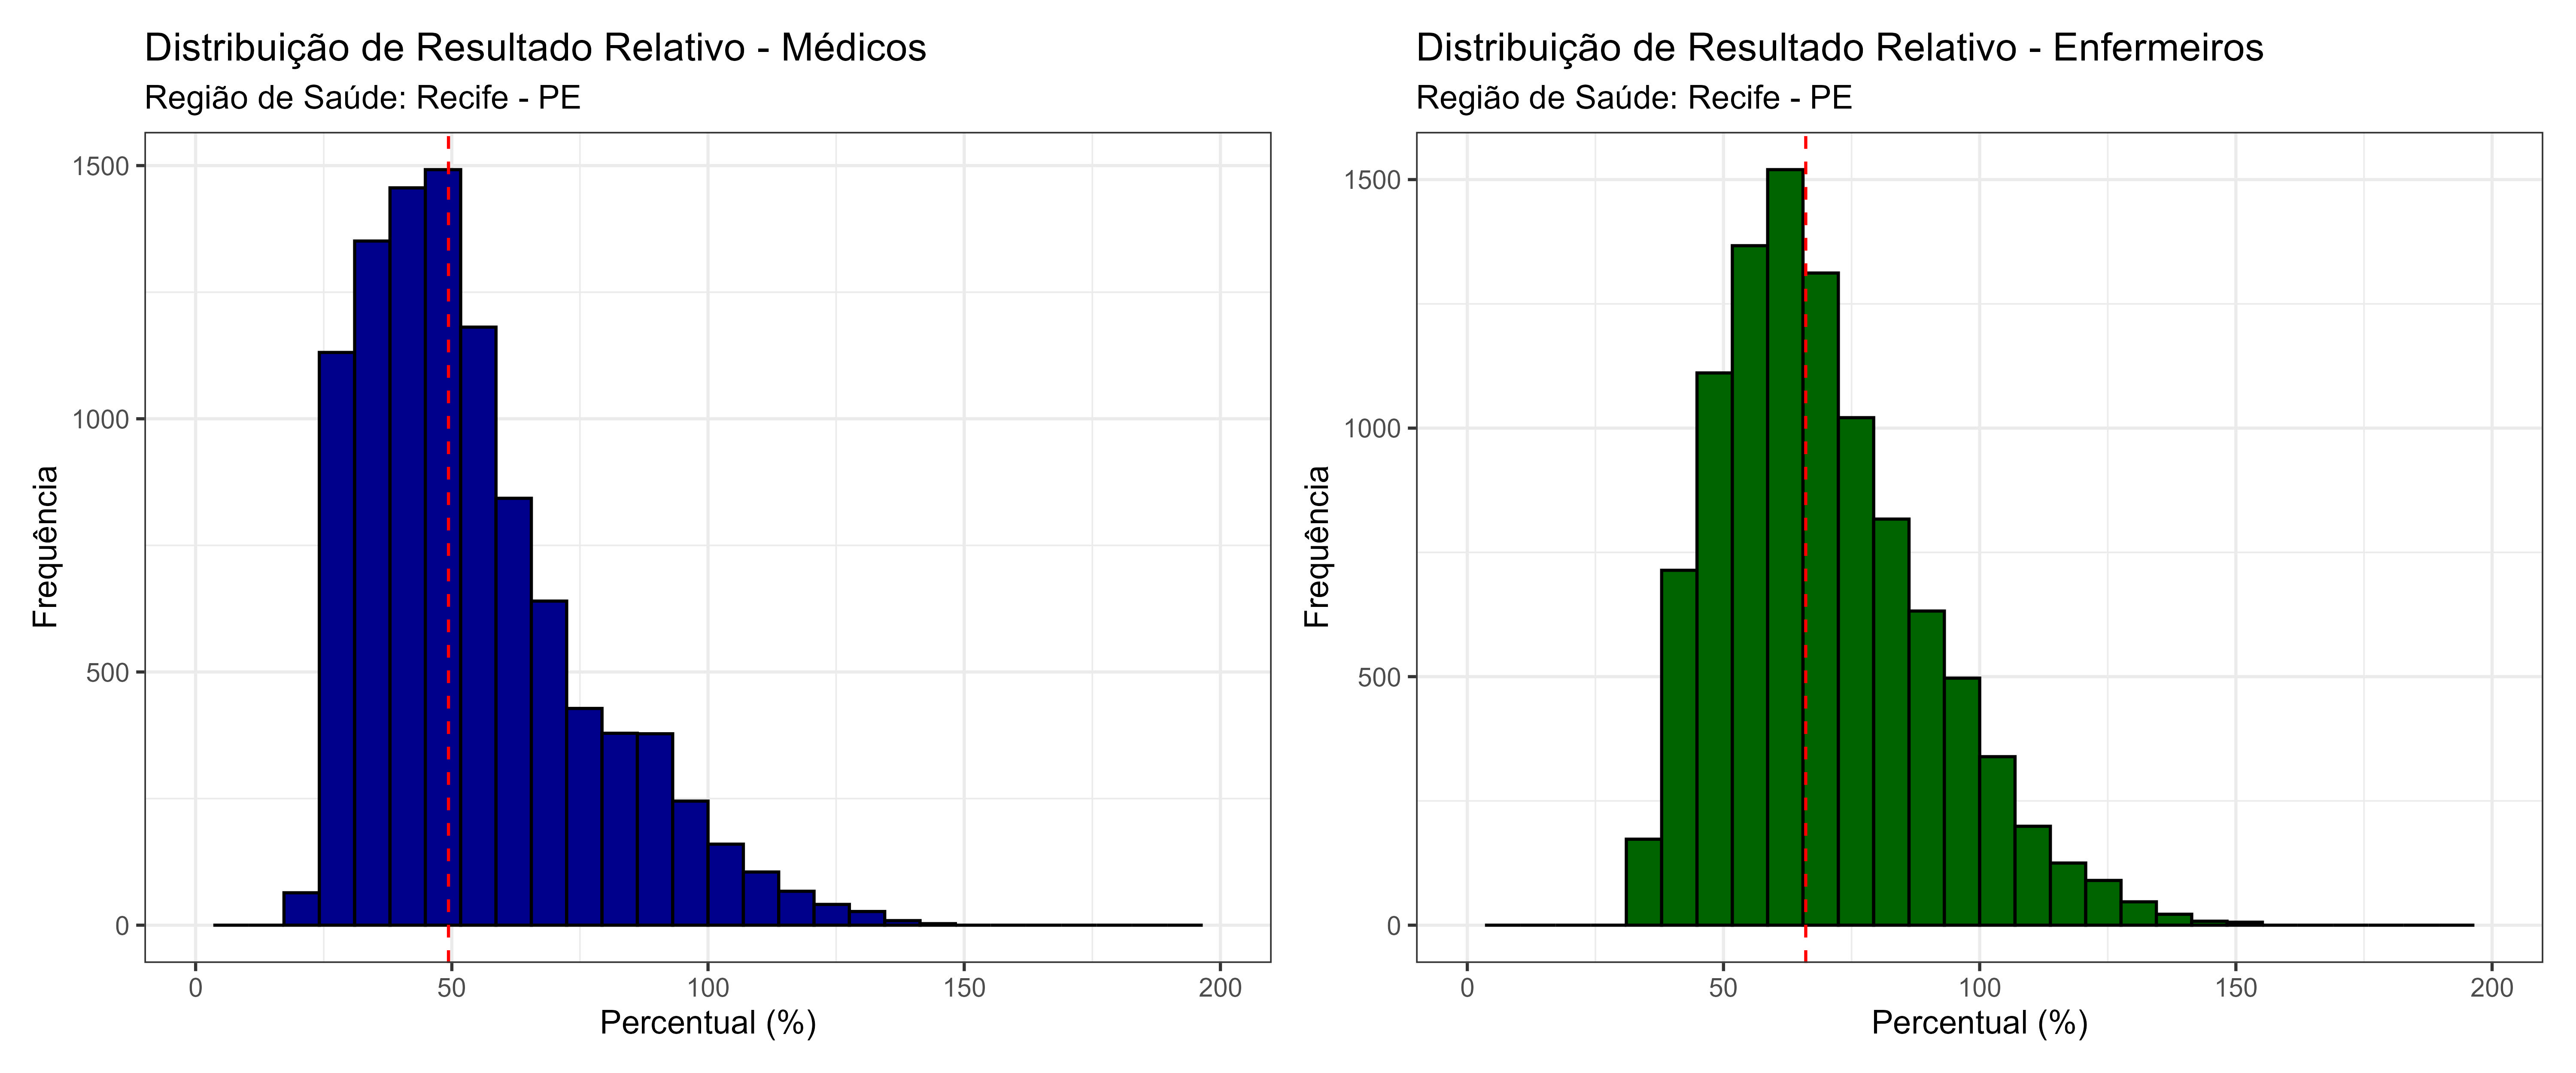 Distribuição de Resultado Relativo - Médicos
Região de Saúde: Recife - PE
1500
1000
500
0
Frequência
0 50 100 150 200
Percentual (%)
Distribuição de Resultado Relativo - Enfermeiros
Região de Saúde: Recife - PE
1500
1000
500
0
Frequência
0 50 100 150 200
Percentual (%)